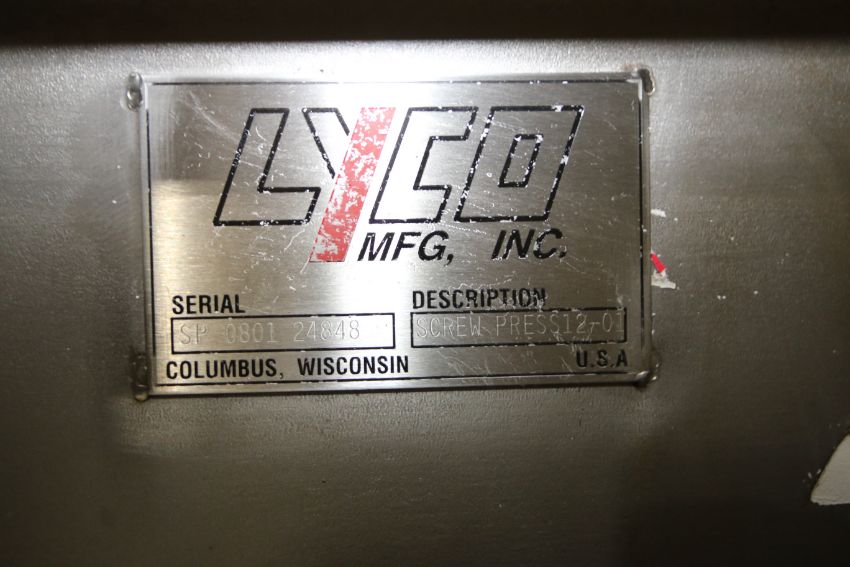 LYCO
MFG, INC.
SERIAL DESCRIPTION
SP 0801 24848 SCREW PRESS12-01
COLUMBUS, WISCONSIN U.S.A